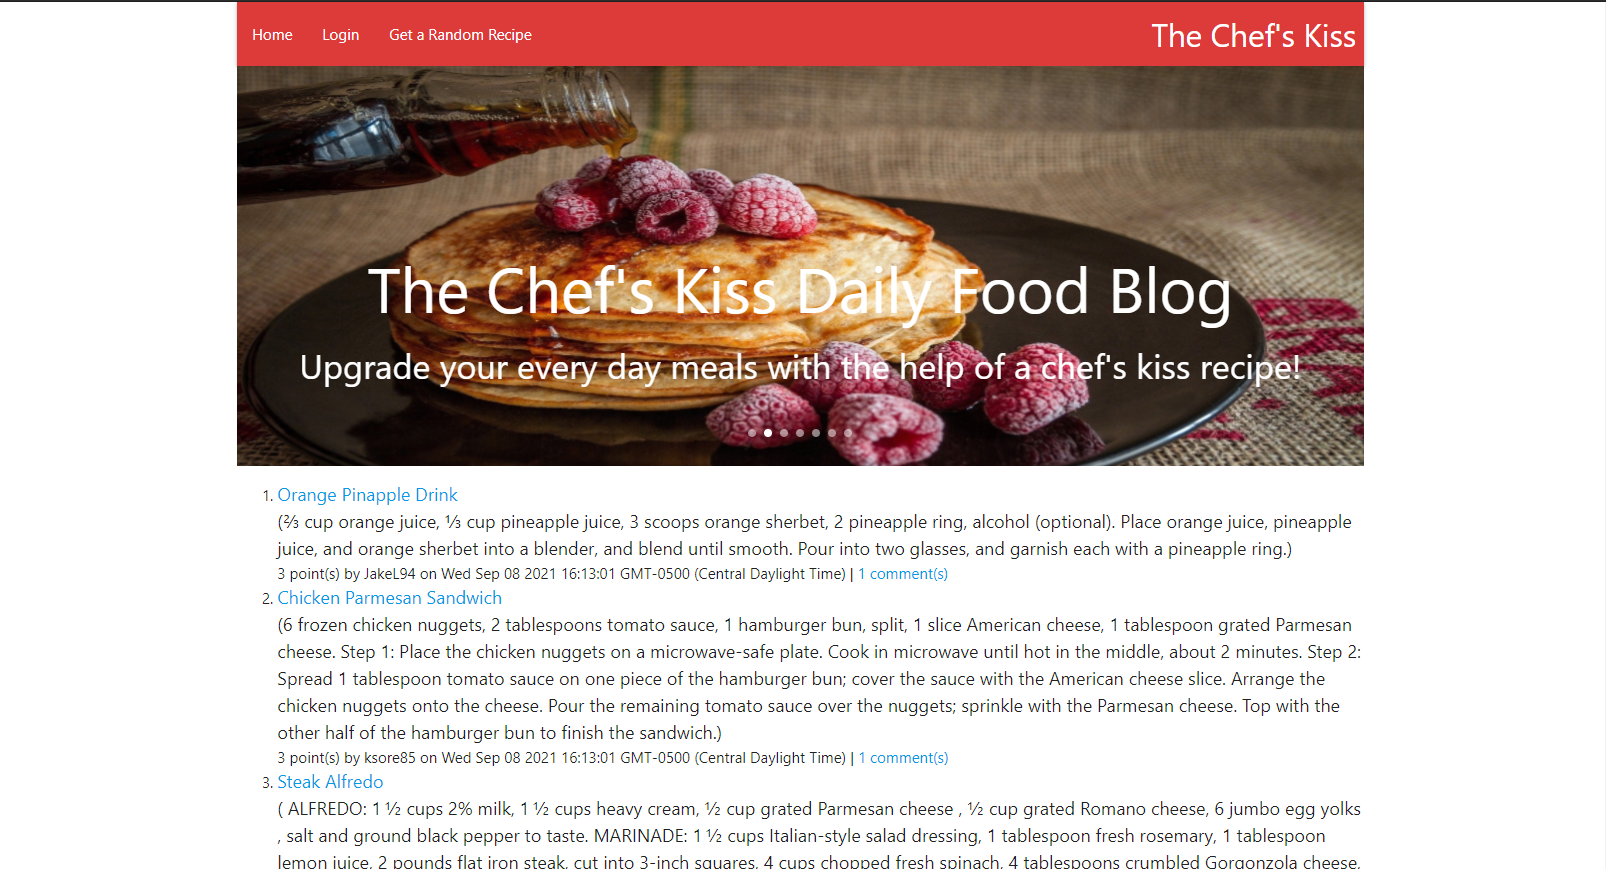 Home Login Get a Random Recipe The Chef's Kiss
The Chef's Kiss Daily Food Blog
Upgrade your every day meals with the help of a chef's kiss recipe!
1. Orange Pinapple Drink
(⅔ cup orange juice, ⅓ cup pineapple juice, 3 scoops orange sherbet, 2 pineapple ring, alcohol (optional). Place orange juice, pineapple
juice, and orange sherbet into a blender, and blend until smooth. Pour into two glasses, and garnish each with a pineapple ring.)
3 point(s) by JakeL94 on Wed Sep 08 2021 16:13:01 GMT-0500 (Central Daylight Time) | 1 comment(s)
2. Chicken Parmesan Sandwich
(6 frozen chicken nuggets, 2 tablespoons tomato sauce, 1 hamburger bun, split, 1 slice American cheese, 1 tablespoon grated Parmesan
cheese. Step 1: Place the chicken nuggets on a microwave-safe plate. Cook in microwave until hot in the middle, about 2 minutes. Step 2:
Spread 1 tablespoon tomato sauce on one piece of the hamburger bun; cover the sauce with the American cheese slice. Arrange the
chicken nuggets onto the cheese. Pour the remaining tomato sauce over the nuggets; sprinkle with the Parmesan cheese. Top with the
other half of the hamburger bun to finish the sandwich.)
3 point(s) by ksore85 on Wed Sep 08 2021 16:13:01 GMT-0500 (Central Daylight Time) | 1 comment(s)
3. Steak Alfredo
( ALFREDO: 1 ½ cups 2% milk, 1 ½ cups heavy cream, ½ cup grated Parmesan cheese , ½ cup grated Romano cheese, 6 jumbo egg yolks
, salt and ground black pepper to taste. MARINADE: 1 ½ cups Italian-style salad dressing, 1 tablespoon fresh rosemary, 1 tablespoon
lemon juice, 2 pounds flat iron steak, cut into 3-inch squares, 4 cups chopped fresh spinach, 4 tablespoons crumbled Gorgonzola cheese,